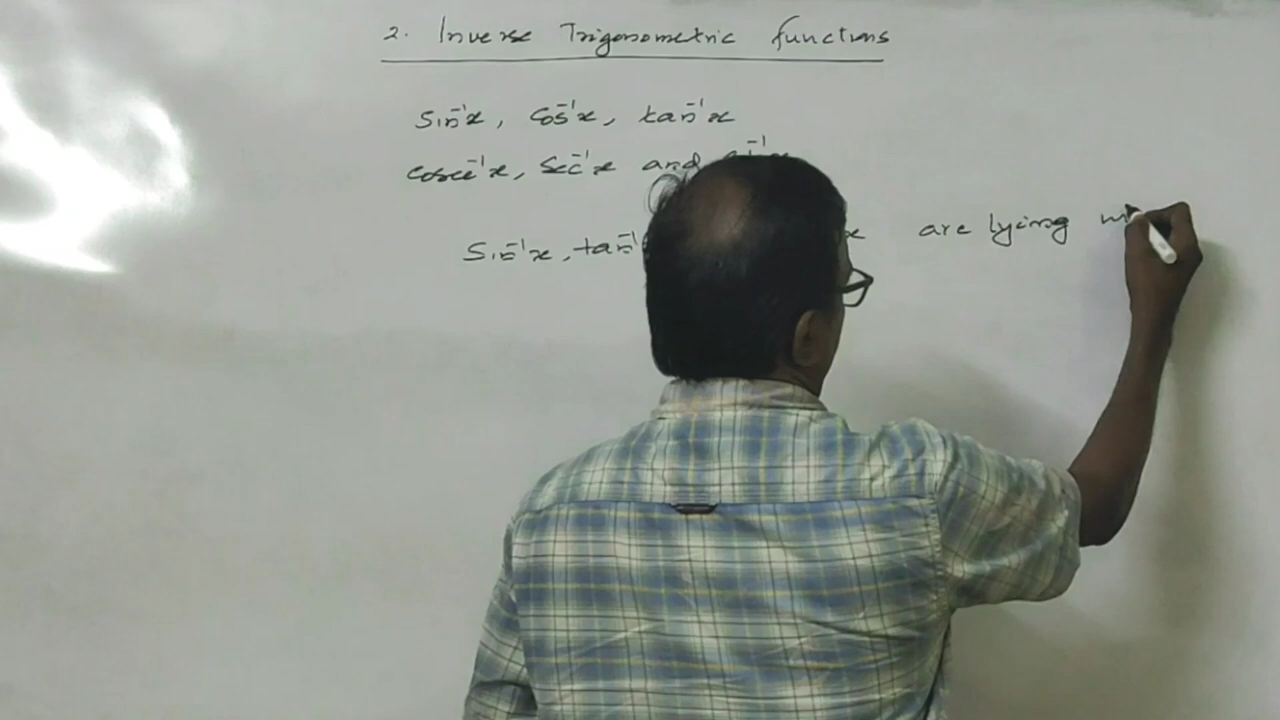 2. Inverse Trigonometric functions
Sin⁻¹x, Cos⁻¹x, tan⁻¹x
Cosec⁻¹x, Sec⁻¹x and
Sin⁻¹x, tan⁻¹ x are lying